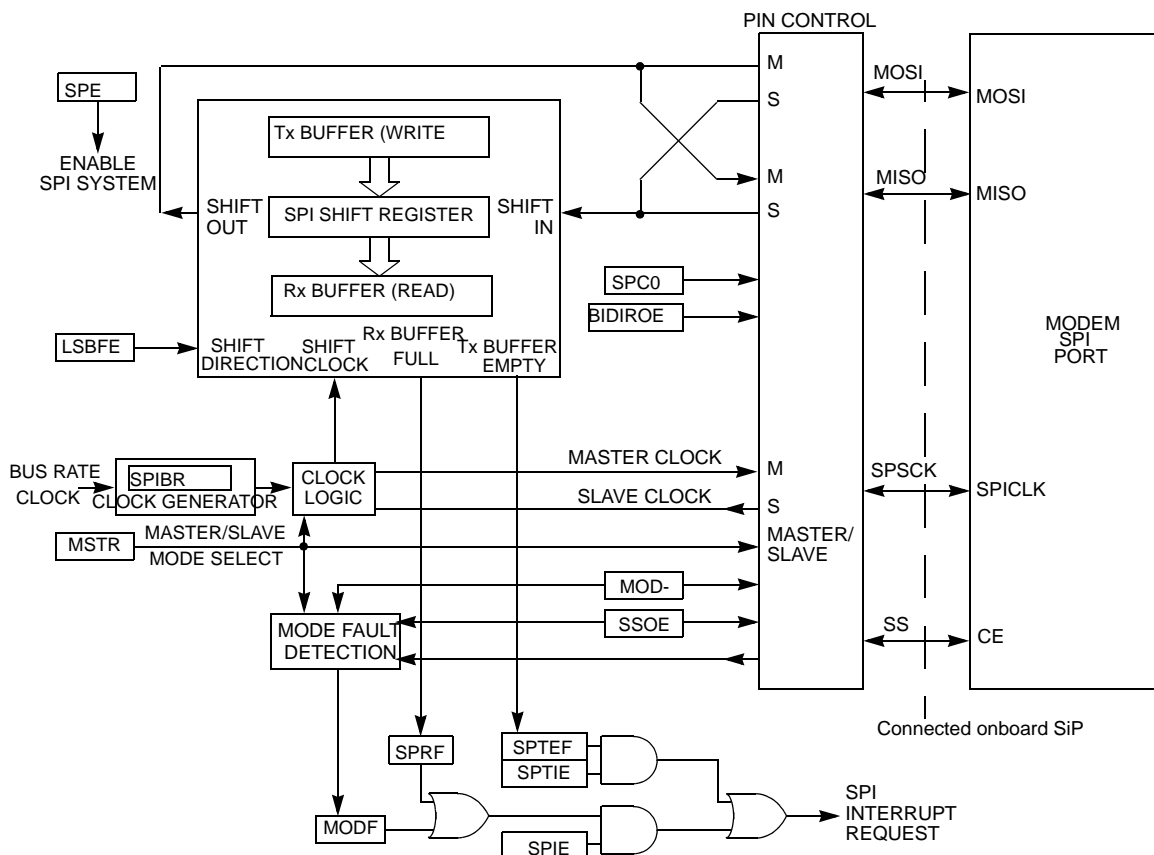 PIN CONTROL
M
MOSI
MOSI
SPE
S
Tx BUFFER (WRITE
ENABLE
SPI SYSTEM
M
MISO
MISO
SHIFT
OUT
SPI SHIFT REGISTER
SHIFT
IN
S
SPC0
Rx BUFFER (READ)
BIDIROE
MODEM
SPI
PORT
LSBFE
SHIFT
DIRECTION
SHIFT
CLOCK
Rx BUFFER
FULL
Tx BUFFER
EMPTY
BUS RATE
CLOCK
SPIBR
CLOCK GENERATOR
CLOCK
LOGIC
MASTER CLOCK
M
SPSCK
SPICLK
SLAVE CLOCK
S
MSTR
MASTER/SLAVE
MODE SELECT
MASTER/
SLAVE
MOD-
MODE FAULT
DETECTION
SSOE
SS
CE
Connected onboard SiP
SPRF
SPTEF
SPTIE
SPI
INTERRUPT
REQUEST
MODF
SPIE